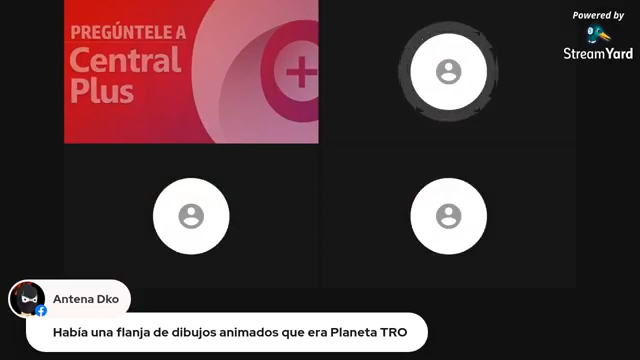 PREGÚNTELE A
Central
Plus
Powered by
StreamYard
Antena Dko
Había una flanja de dibujos animados que era Planeta TRO